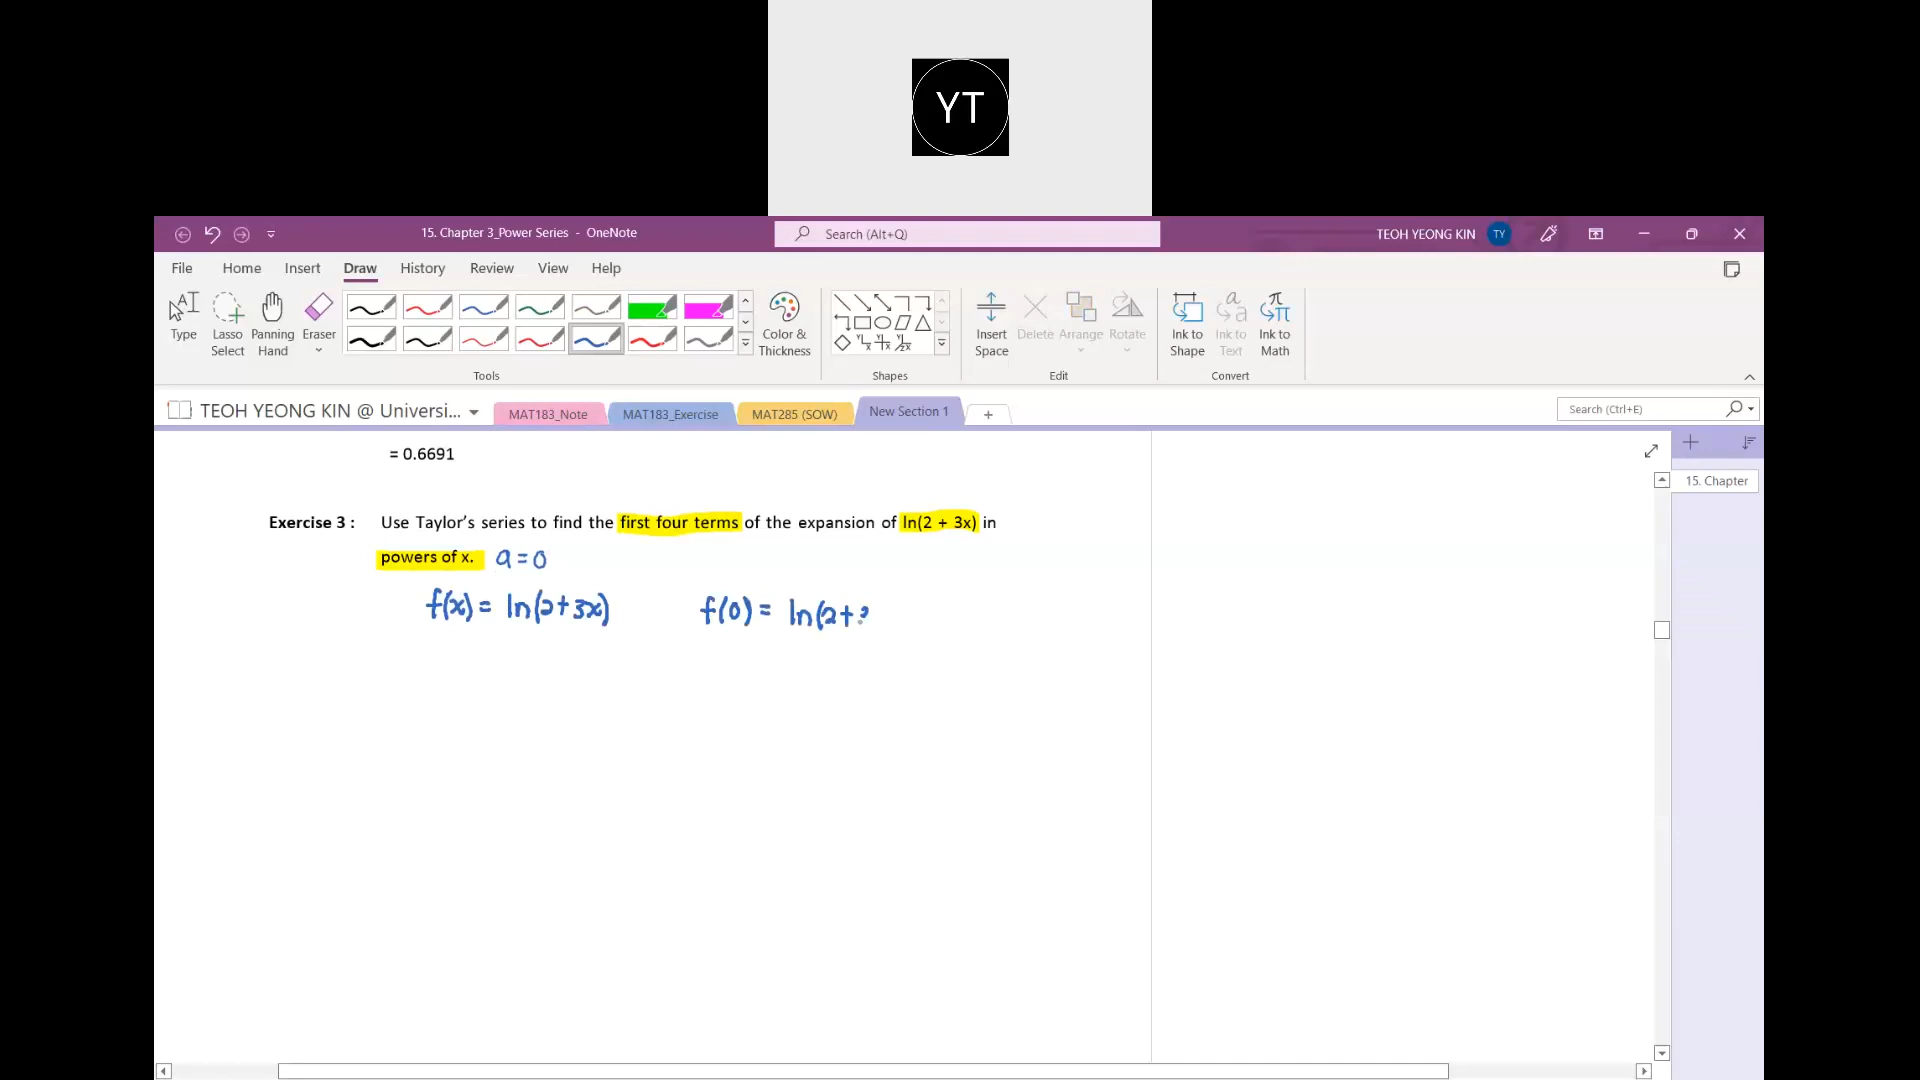 YT
15. Chapter 3_Power Series - OneNote
Search (Alt+Q)
TEOH YEONG KIN
TY
File Home Insert Draw History Review View Help
Type
Lasso Select
Panning Hand
Eraser
Color & Thickness
Insert Space
Delete
Arrange
Rotate
Ink to Shape
Ink to Text
Ink to Math
Tools
Shapes
Edit
Convert
TEOH YEONG KIN @ Universi...
MAT183_Note
MAT183_Exercise
MAT285 (SOW)
New Section 1
Search (Ctrl+E)
15. Chapter
= 0.6691
Exercise 3 : Use Taylor's series to find the first four terms of the expansion of ln(2 + 3x) in
powers of x. a = 0
f(x) = ln(2+3x) f(0) = ln(2+